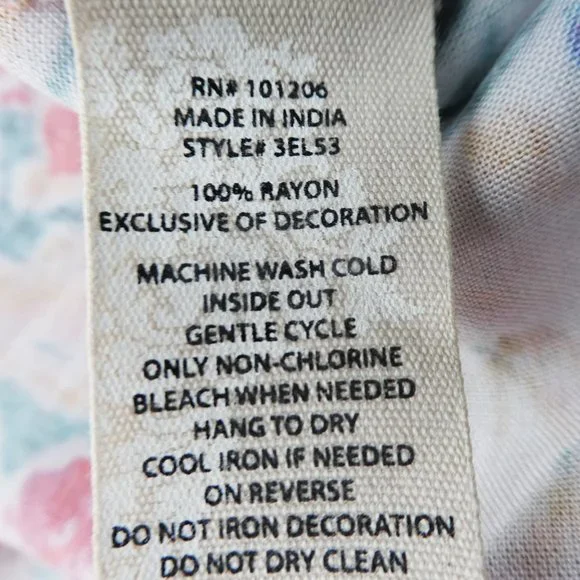 RN# 101206
MADE IN INDIA
STYLE# 3EL53
100% RAYON
EXCLUSIVE OF DECORATION
MACHINE WASH COLD
INSIDE OUT
GENTLE CYCLE
ONLY NON-CHLORINE
BLEACH WHEN NEEDED
HANG TO DRY
COOL IRON IF NEEDED
ON REVERSE
DO NOT IRON DECORATION
DO NOT DRY CLEAN